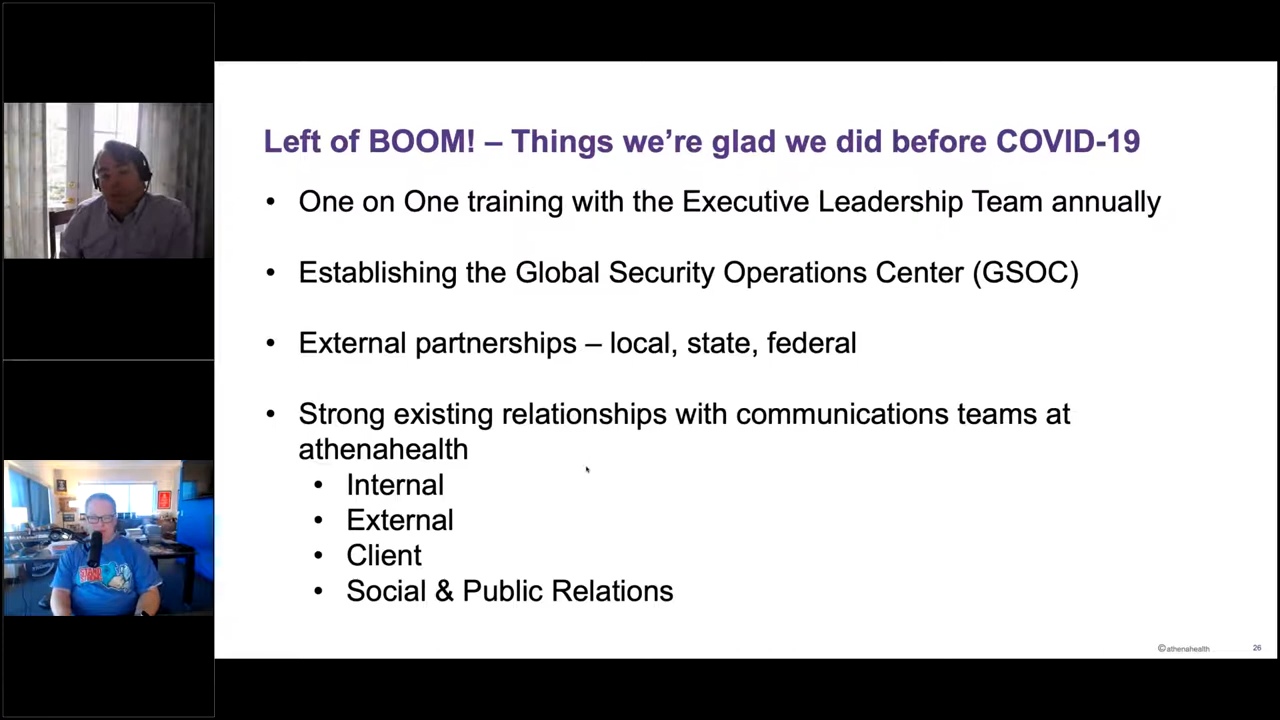 Left of BOOM! – Things we’re glad we did before COVID-19
• One on One training with the Executive Leadership Team annually
• Establishing the Global Security Operations Center (GSOC)
• External partnerships – local, state, federal
• Strong existing relationships with communications teams at
athenahealth
• Internal
• External
• Client
• Social & Public Relations
©athenahealth 26